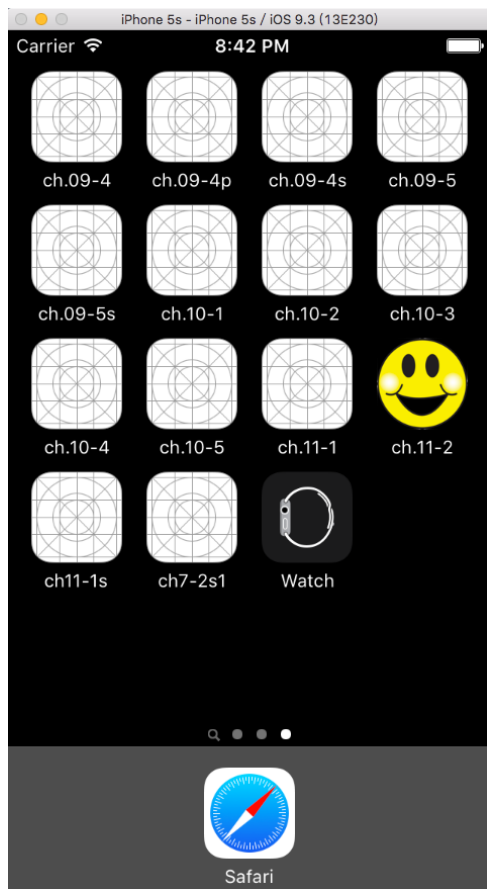 iPhone 5s - iPhone 5s / iOS 9.3 (13E230)
Carrier 8:42 PM
ch.09-4 ch.09-4p ch.09-4s ch.09-5
ch.09-5s ch.10-1 ch.10-2 ch.10-3
ch.10-4 ch.10-5 ch.11-1 ch.11-2
ch11-1s ch7-2s1 Watch
Safari